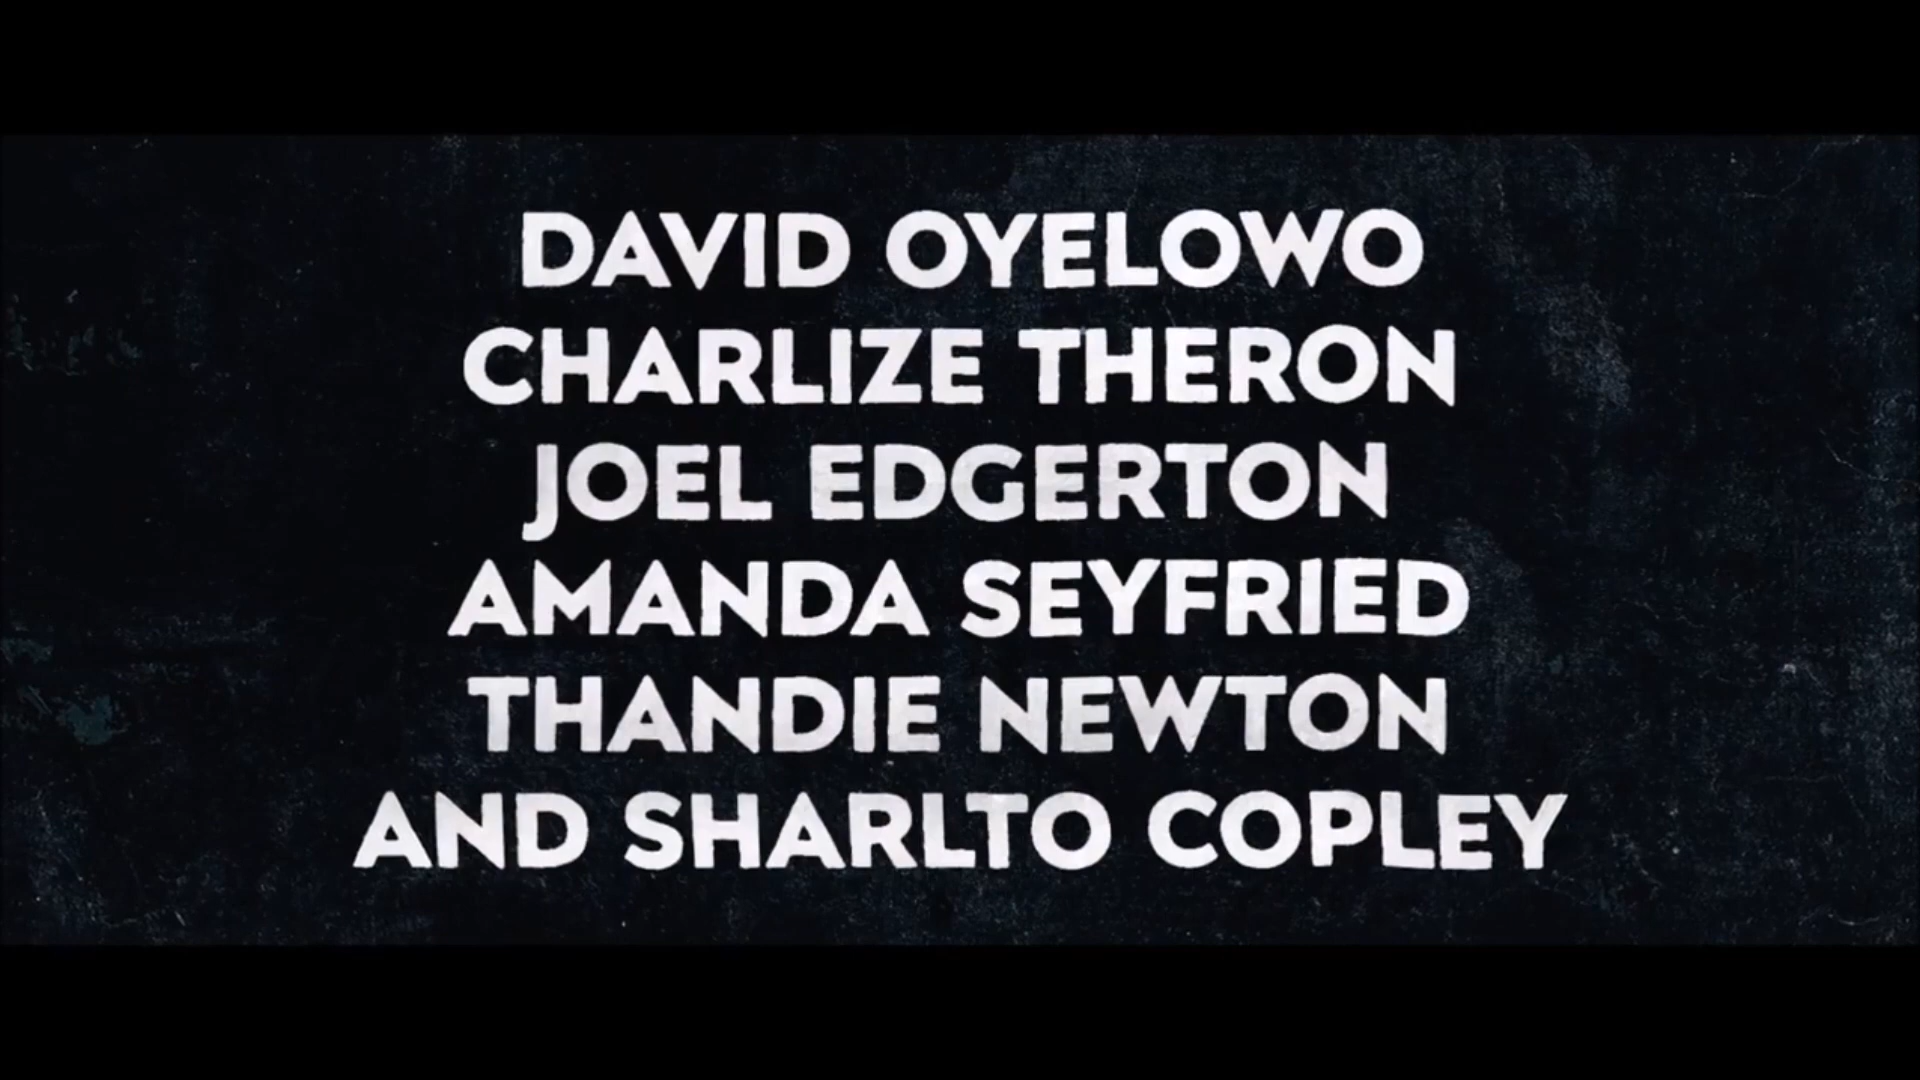 DAVID OYELOWO
CHARLIZE THERON
JOEL EDGERTON
AMANDA SEYFRIED
THANDIE NEWTON
AND SHARLTO COPLEY